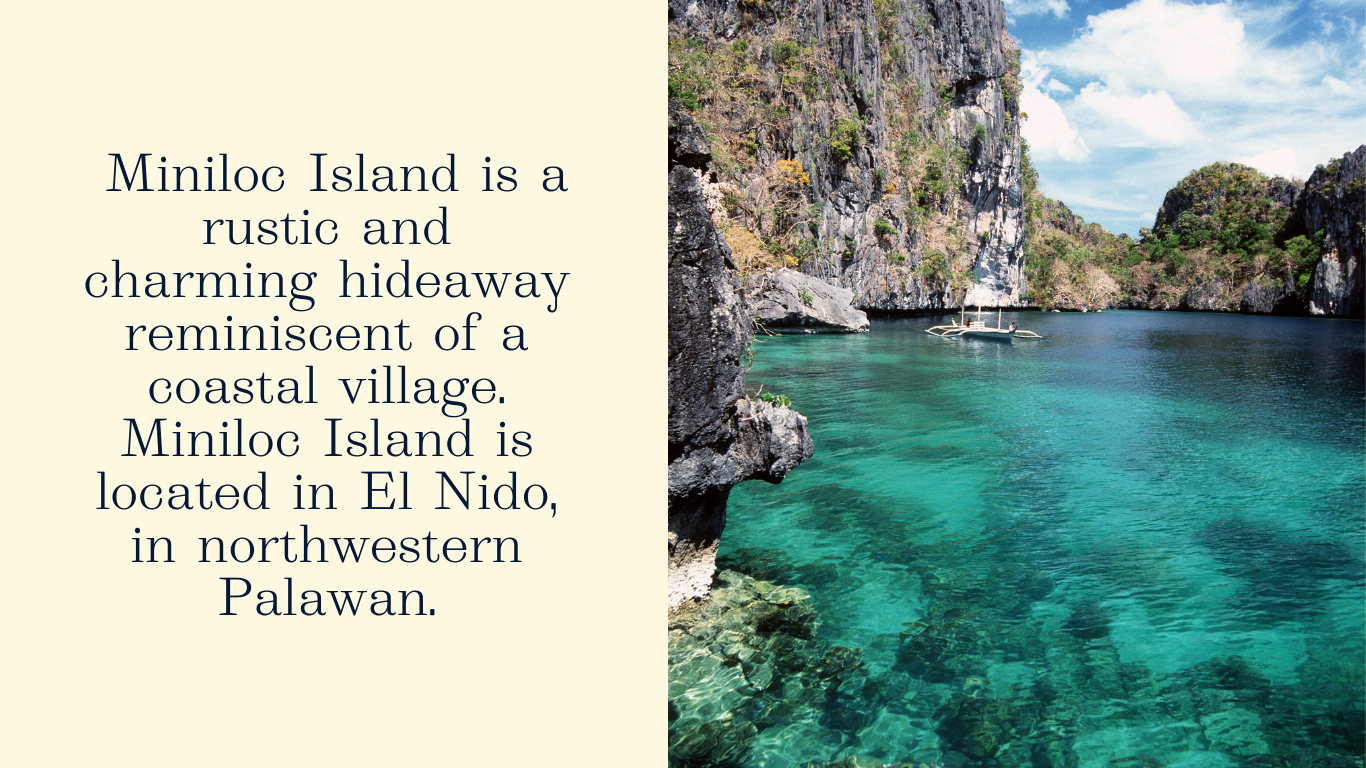 Miniloc Island is a
rustic and
charming hideaway
reminiscent of a
coastal village.
Miniloc Island is
located in El Nido,
in northwestern
Palawan.